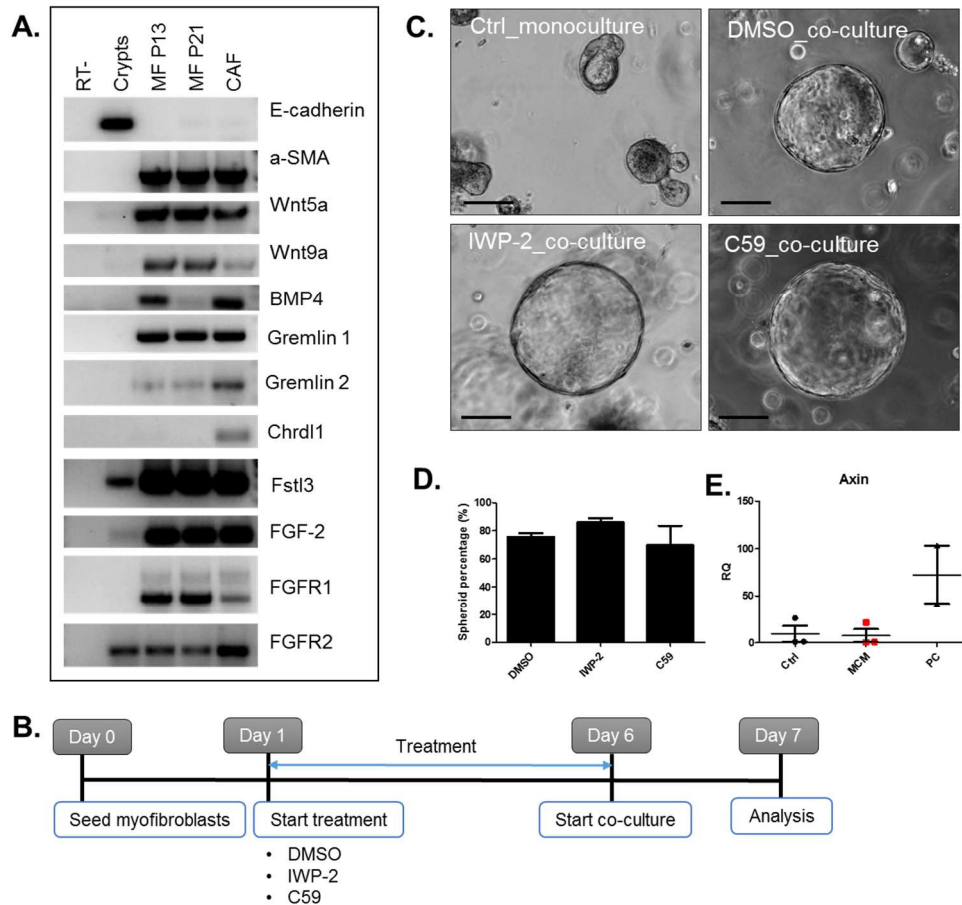 A.
RT-
Crypts
MF P13
MF P21
CAF
E-cadherin
a-SMA
Wnt5a
Wnt9a
BMP4
Gremlin 1
Gremlin 2
Chrdl1
Fstl3
FGF-2
FGFR1
FGFR2
C.
Ctrl_monoculture
DMSO_co-culture
IWP-2_co-culture
C59_co-culture
D.
Spheroid percentage (%)
100
80
60
40
20
0
DMSO
IWP-2
C59
E.
Axin
RQ
150
100
50
0
Ctrl
MCM
PC
B.
Day 0
Day 1
Treatment
Day 6
Day 7
Seed myofibroblasts
Start treatment
Start co-culture
Analysis
• DMSO
• IWP-2
• C59